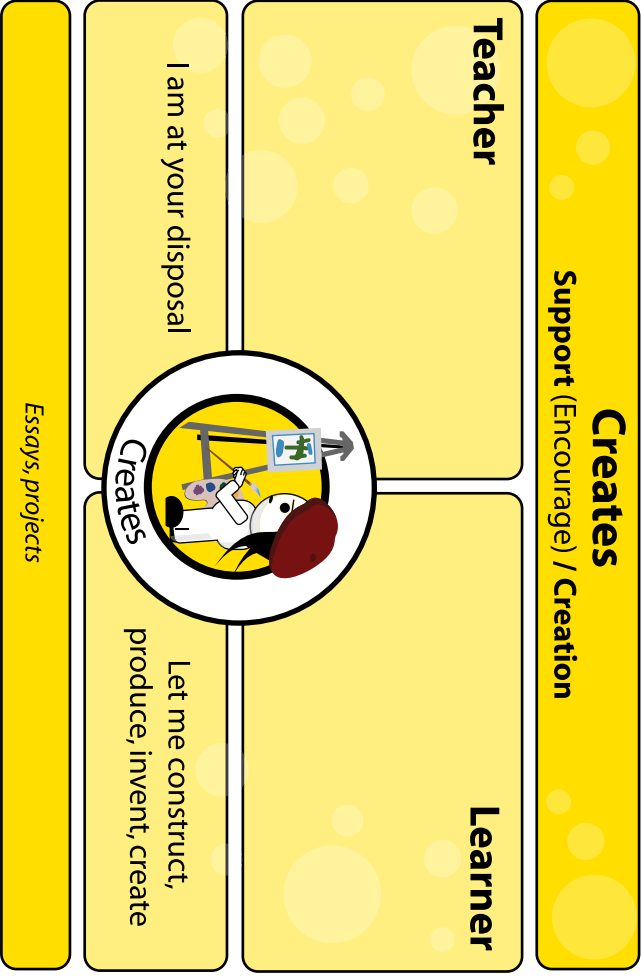 Creates
Support (Encourage) / Creation
Teacher
Learner
I am at your disposal
Creates
Let me construct,
produce, invent, create
Essays, projects